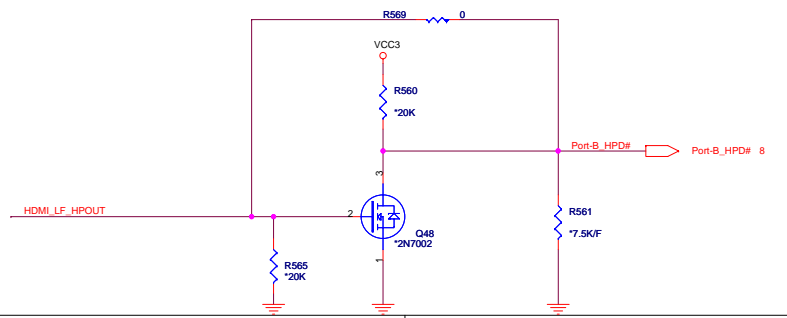 R569 0
VCC3
R560
*20K
Port-B_HPD# Port-B_HPD# 8
3
HDMI_LF_HPOUT
2
R561
*7.5K/F
Q48
*2N7002
1
R565
*20K